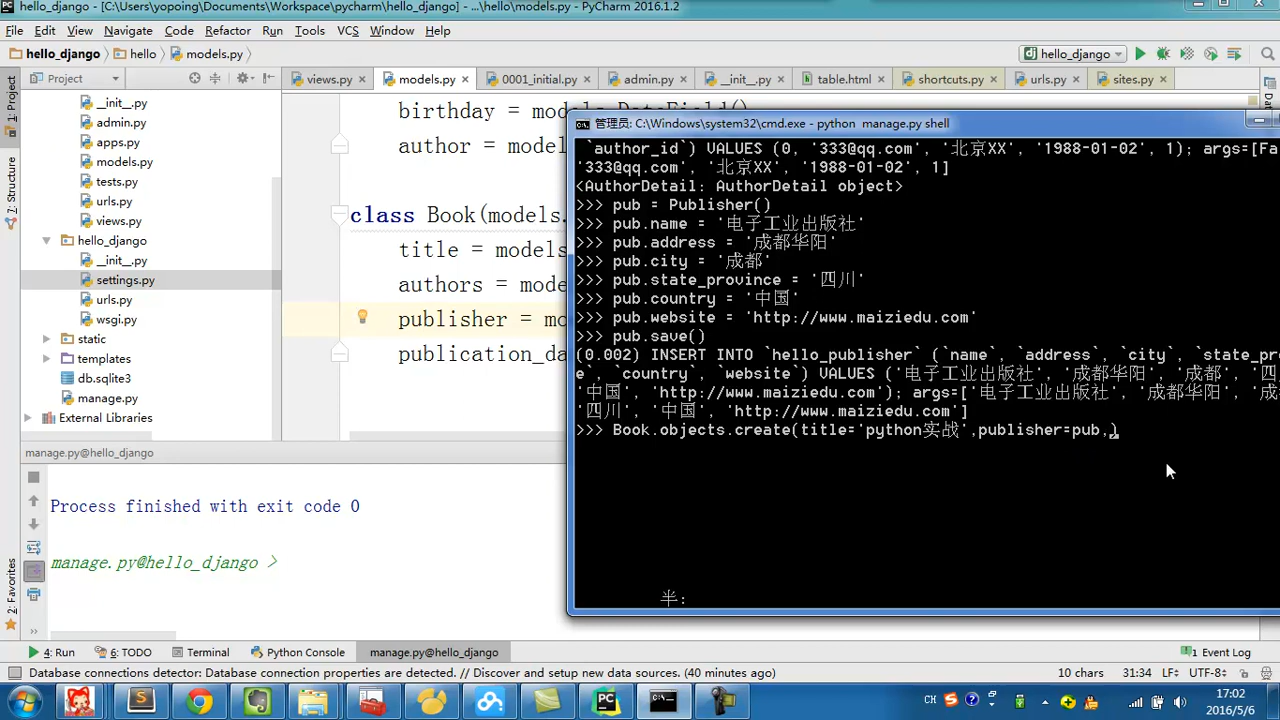 hello_django - [C:\Users\yopoing\Documents\Workspace\pycharm\hello_django] - ...\hello\models.py - PyCharm 2016.1.2
File Edit View Navigate Code Refactor Run Tools VCS Window Help
hello_django hello models.py hello_django
Project views.py models.py 0001_initial.py admin.py __init__.py table.html shortcuts.py urls.py sites.py
1: Project
7: Structure
2: Favorites
__init__.py
admin.py
apps.py
models.py
tests.py
urls.py
views.py
hello_django
__init__.py
settings.py
urls.py
wsgi.py
static
templates
db.sqlite3
manage.py
External Libraries
birthday = models.DateField()
author = model
class Book(models.
title = models
authors = mode
publisher = mo
publication_da
管理员: C:\Windows\system32\cmd.exe - python manage.py shell
`author_id`) VALUES (0, '333@qq.com', '北京XX', '1988-01-02', 1); args=[Fa
'333@qq.com', '北京XX', '1988-01-02', 1]
<AuthorDetail: AuthorDetail object>
>>> pub = Publisher()
>>> pub.name = '电子工业出版社'
>>> pub.address = '成都华阳'
>>> pub.city = '成都'
>>> pub.state_province = '四川'
>>> pub.country = '中国'
>>> pub.website = 'http://www.maiziedu.com'
>>> pub.save()
(0.002) INSERT INTO `hello_publisher` (`name`, `address`, `city`, `state_pro
e`, `country`, `website`) VALUES ('电子工业出版社', '成都华阳', '成都', '四
'中国', 'http://www.maiziedu.com'); args=['电子工业出版社', '成都华阳', '成
'四川', '中国', 'http://www.maiziedu.com']
>>> Book.objects.create(title='python实战',publisher=pub,)
半:
manage.py@hello_django
Process finished with exit code 0
manage.py@hello_django >
4: Run 6: TODO Terminal Python Console manage.py@hello_django 1 Event Log
Database connections detector: Database connection properties are detected. // Discover and setup new data sources. (40 minutes ago) 10 chars 31:34 LF÷ UTF-8÷
CH 17:02
2016/5/6